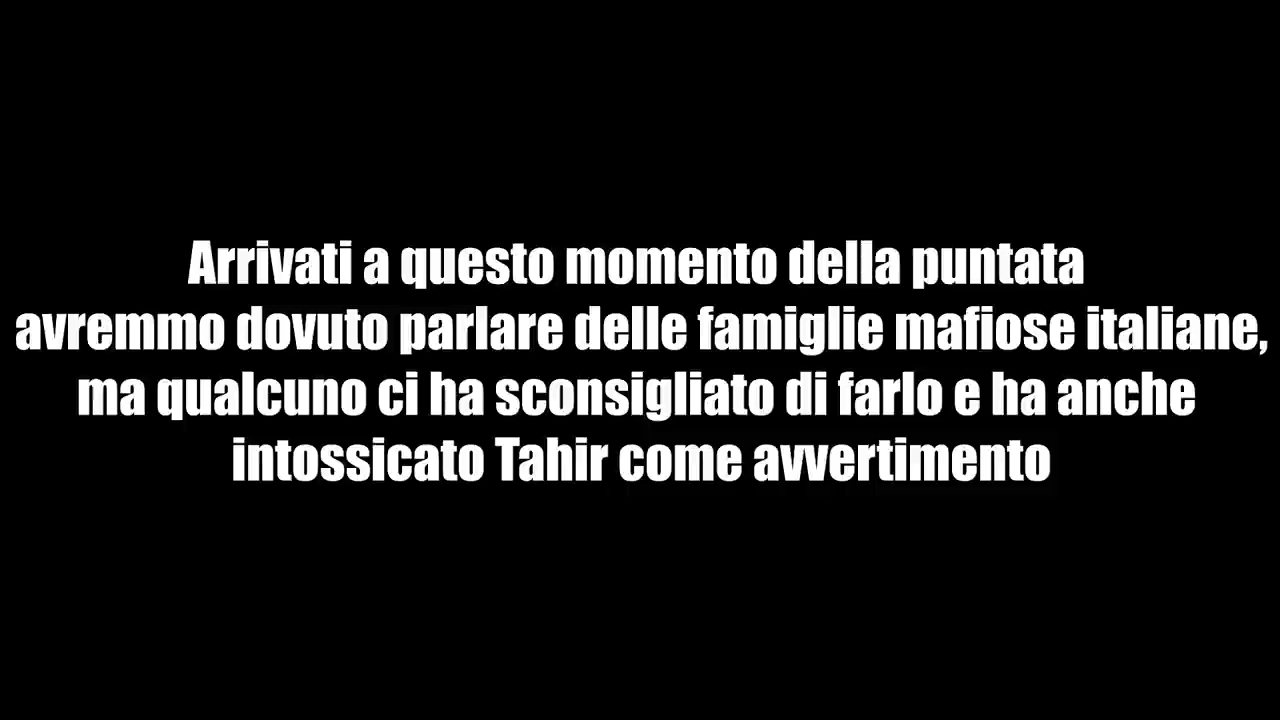 Arrivati a questo momento della puntata
avremmo dovuto parlare delle famiglie mafiose italiane,
ma qualcuno ci ha sconsigliato di farlo e ha anche
intossicato Tahir come avvertimento